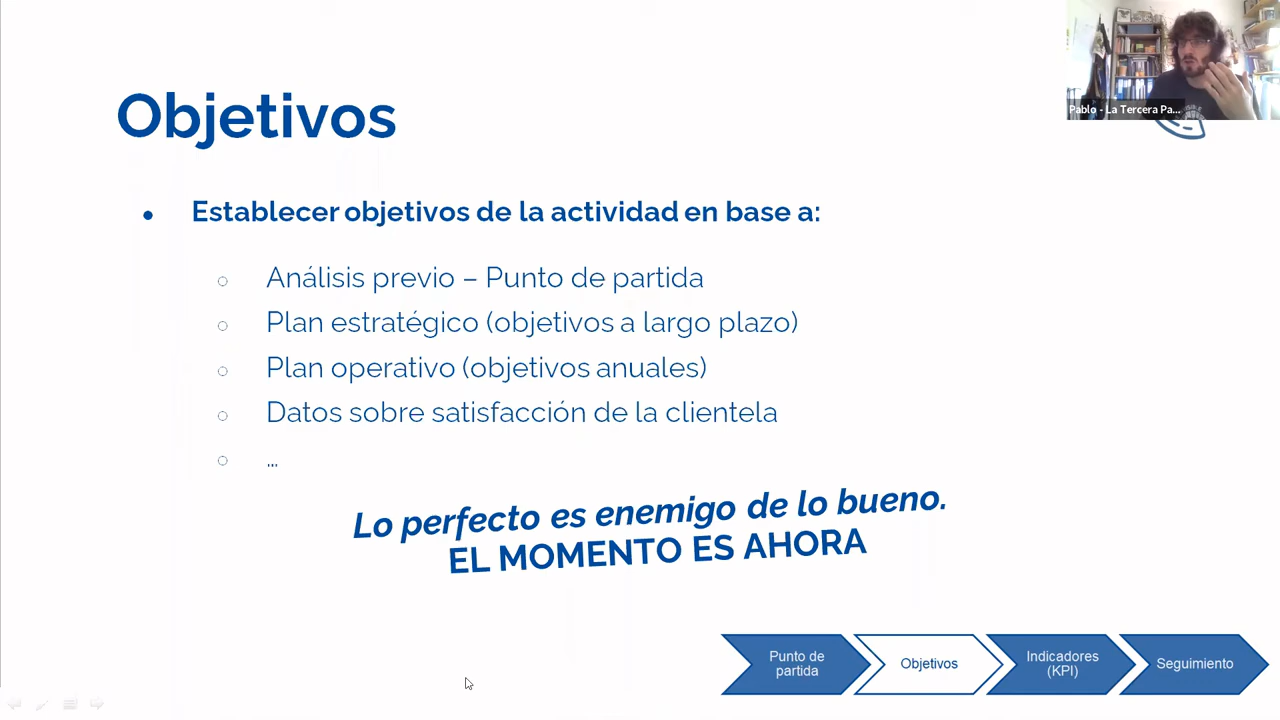 Pablo - La Tercera Pa...
Objetivos
Establecer objetivos de la actividad en base a:
Análisis previo – Punto de partida
Plan estratégico (objetivos a largo plazo)
Plan operativo (objetivos anuales)
Datos sobre satisfacción de la clientela
...
Lo perfecto es enemigo de lo bueno.
EL MOMENTO ES AHORA
Punto de
partida
Objetivos
Indicadores
(KPI)
Seguimiento